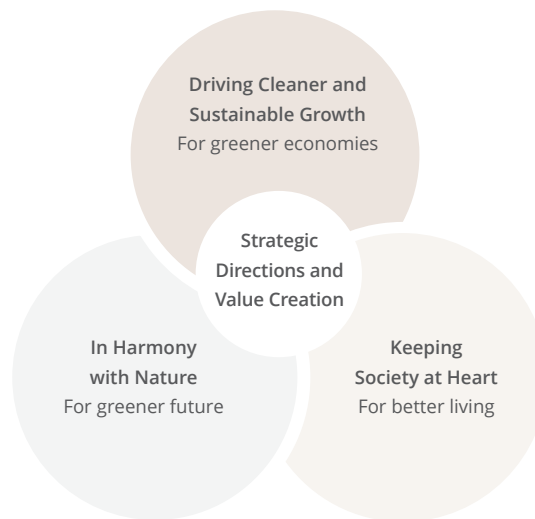 Driving Cleaner and
Sustainable Growth
For greener economies
Strategic
Directions and
Value Creation
In Harmony
with Nature
For greener future
Keeping
Society at Heart
For better living